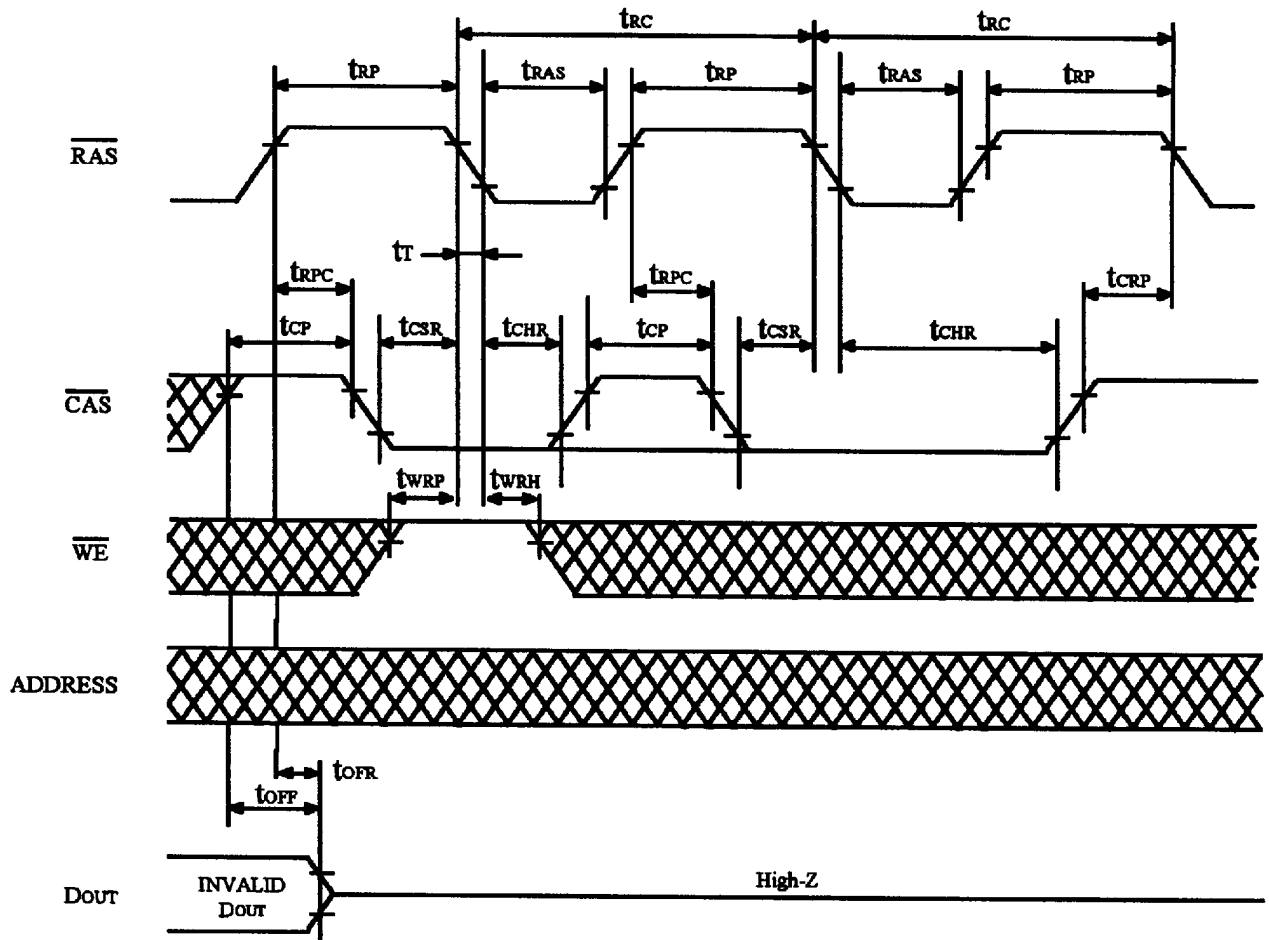 tRC tRC
tRP tRAS tRP tRAS tRP
RAS
tT
tRPC tRPC tCRP
tCP tCSR tCHR tCP tCSR tCHR
CAS
tWRP tWRH
WE
ADDRESS
tOFR
tOFF
INVALID
DOUT
DOUT
High-Z